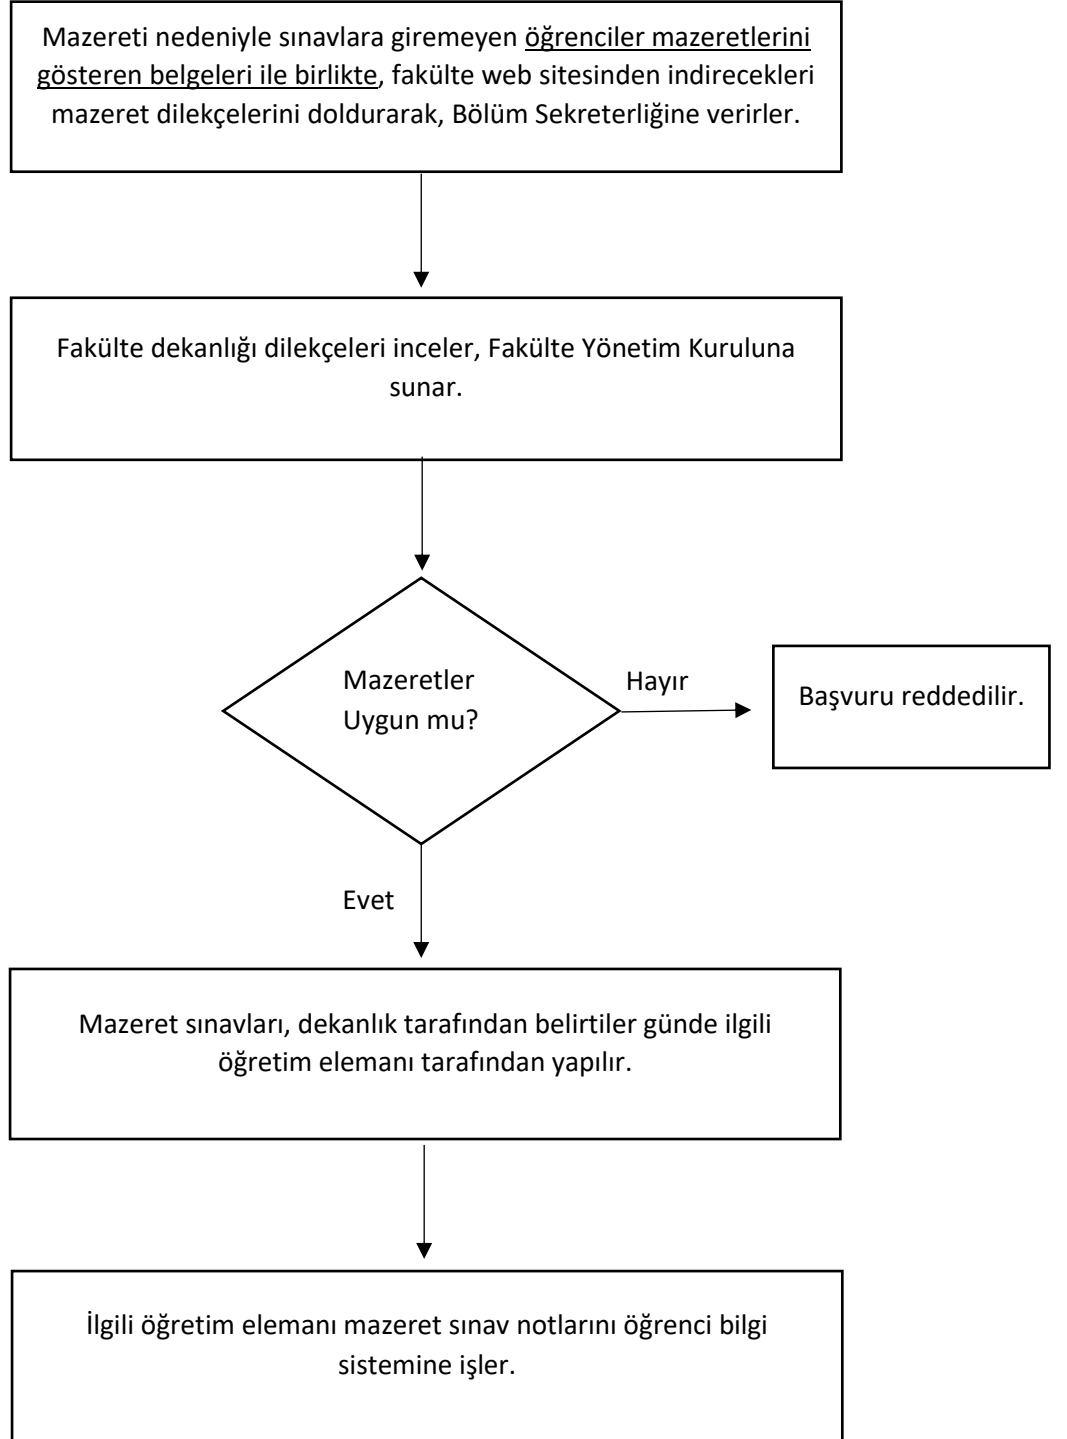 Mazereti nedeniyle sınavlara giremeyen öğrenciler mazeretlerini
gösteren belgeleri ile birlikte, fakülte web sitesinden indirecekleri
mazeret dilekçelerini doldurarak, Bölüm Sekreterliğine verirler.
Fakülte dekanlığı dilekçeleri inceler, Fakülte Yönetim Kuruluna
sunar.
Mazeretler
Uygun mu?
Hayır
Başvuru reddedilir.
Evet
Mazeret sınavları, dekanlık tarafından belirtiler günde ilgili
öğretim elemanı tarafından yapılır.
İlgili öğretim elemanı mazeret sınav notlarını öğrenci bilgi
sistemine işler.